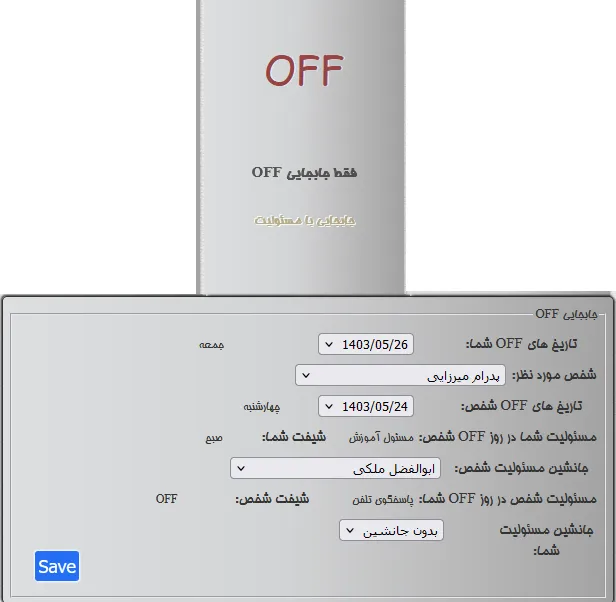 OFF
فقط جابجایی OFF
جابجایی با مسئولیت
جابجایی OFF
تاریخ های OFF شما: 1403/05/26 جمعه
شخص مورد نظر: پدرام میرزایی
تاریخ های OFF شخص: 1403/05/24 چهارشنبه
مسئولیت شما در روز OFF شخص: مسئول آموزش شیفت شما: صبح
جانشین مسئولیت شخص: ابوالفضل ملکی
مسئولیت شخص در روز OFF شما: پاسخگوی تلفن شیفت شخص: OFF
جانشین مسئولیت بدون جانشین
شما:
Save